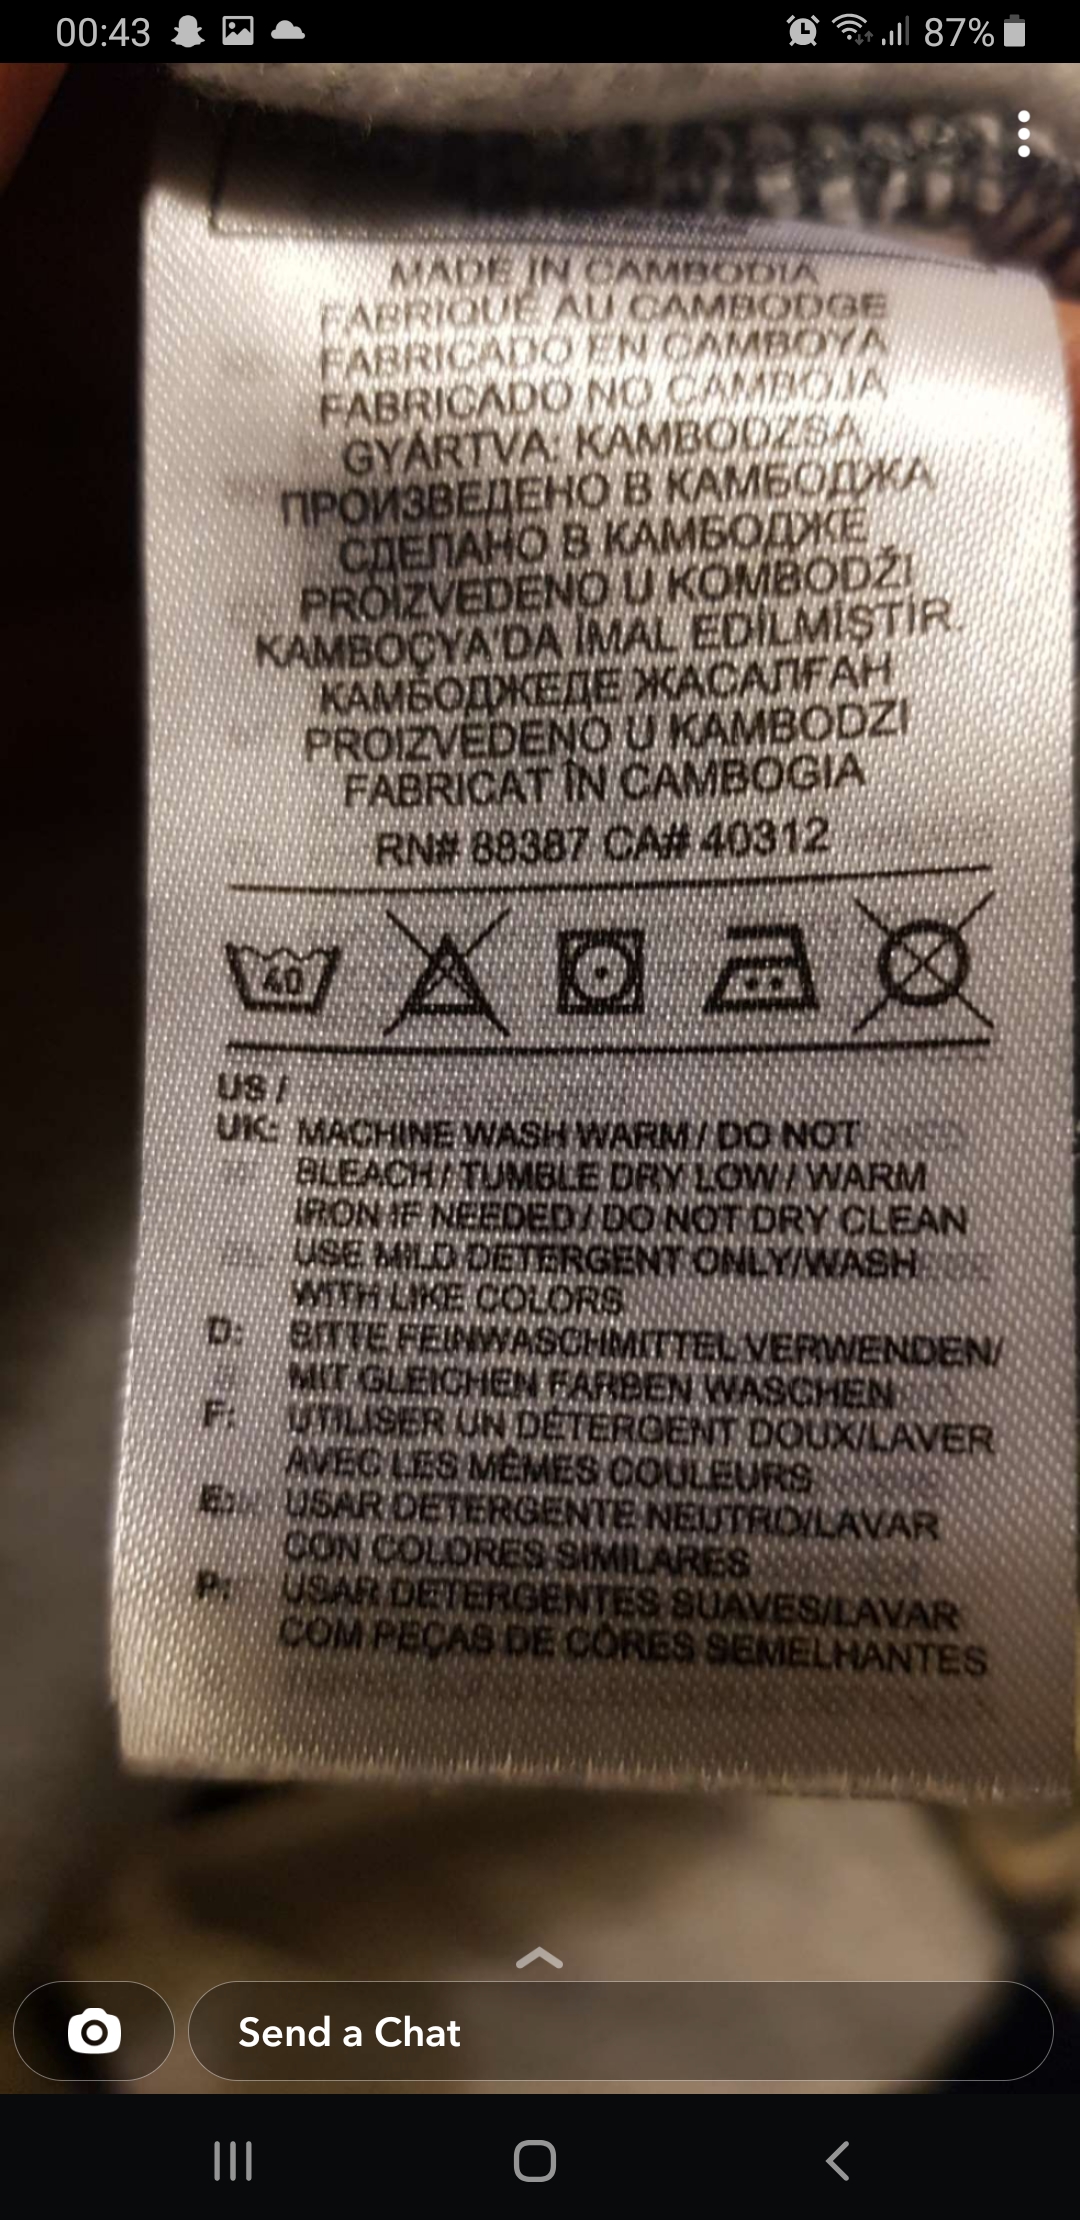 00:43
87%
MADE IN CAMBODIA
FABRIQUÉ AU CAMBODGE
FABRICADO EN CAMBOYA
FABRICADO NO CAMBOJA
GYÁRTVA: KAMBODZSA
ПРОИЗВЕДЕНО В КАМБОДЖА
СДЕЛАНО В КАМБОДЖЕ
PROIZVEDENO U KOMBODŽI
KAMBOÇYA'DA İMAL EDİLMİŞTİR.
КАМБОДЖЕДЕ ЖАСАЛҒАН
PROIZVEDENO U KAMBODZI
FABRICAT ÎN CAMBOGIA
RN# 88387 CA# 40312
40
US /
UK: MACHINE WASH WARM / DO NOT
BLEACH / TUMBLE DRY LOW / WARM
IRON IF NEEDED / DO NOT DRY CLEAN
USE MILD DETERGENT ONLY/WASH
WITH LIKE COLORS
D: BITTE FEINWASCHMITTEL VERWENDEN/
MIT GLEICHEN FARBEN WASCHEN
F: UTILISER UN DÉTERGENT DOUX/LAVER
AVEC LES MÊMES COULEURS
E: USAR DETERGENTE NEUTRO/LAVAR
CON COLORES SIMILARES
P: USAR DETERGENTES SUAVES/LAVAR
COM PEÇAS DE CÔRES SEMELHANTES
Send a Chat